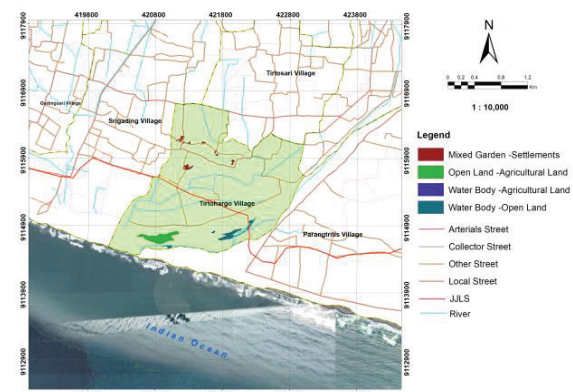 419800 420800 421800 422800 423800
9117900 9117900
N
Tirtosari Village
9116900 9116900
0 0.2 0.4 0.8 1.2
Km
Srigading Village
1 : 10,000
Legend
9115900 9115900
Mixed Garden -Settlements
Open Land -Agricultural Land
Water Body -Agricultural Land
Tirtohargo Village
Water Body -Open Land
9114900 9114900
Parangtritis Village
Arterials Street
Collector Street
Other Street
Local Street
9113900 9113900
JJLS
River
Indian Ocean
9112900 9112900